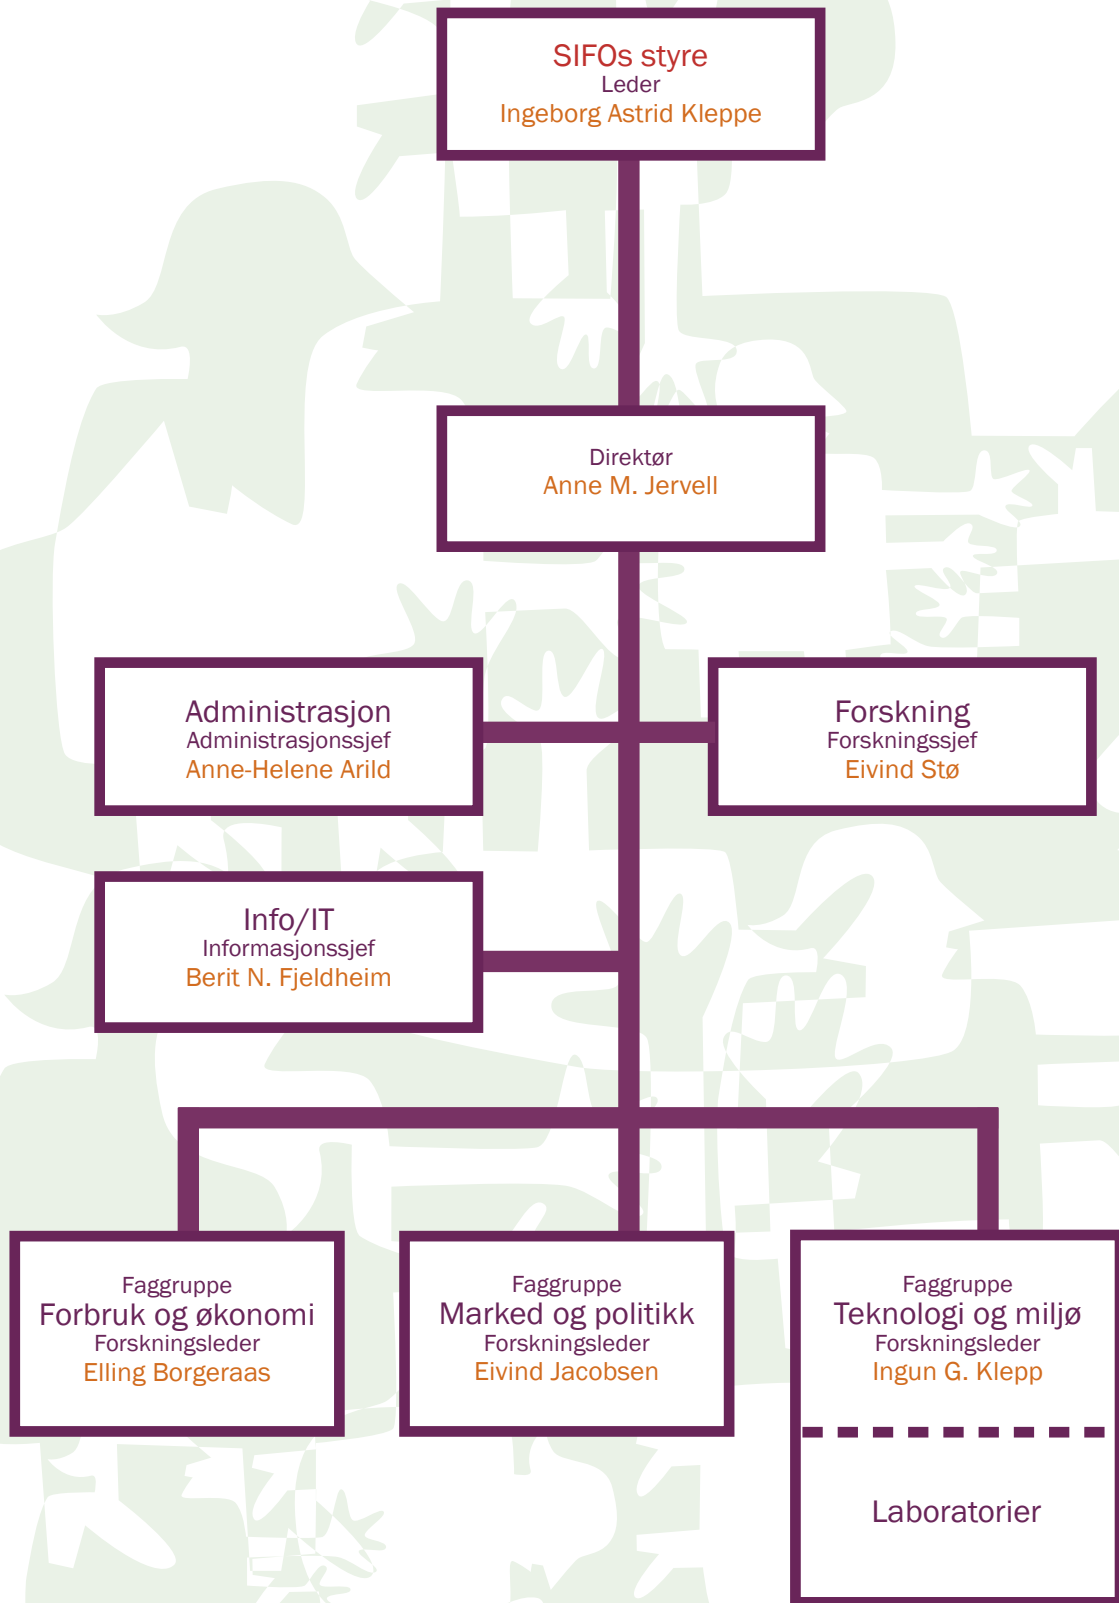 SIFOs styre
Leder
Ingeborg Astrid Kleppe
Direktør
Anne M. Jervell
Administrasjon
Administrasjonssjef
Anne-Helene Arild
Forskning
Forskningssjef
Eivind Stø
Info/IT
Informasjonssjef
Berit N. Fjeldheim
Faggruppe
Forbruk og økonomi
Forskningsleder
Elling Borgeraas
Faggruppe
Marked og politikk
Forskningsleder
Eivind Jacobsen
Faggruppe
Teknologi og miljø
Forskningsleder
Ingun G. Klepp
Laboratorier